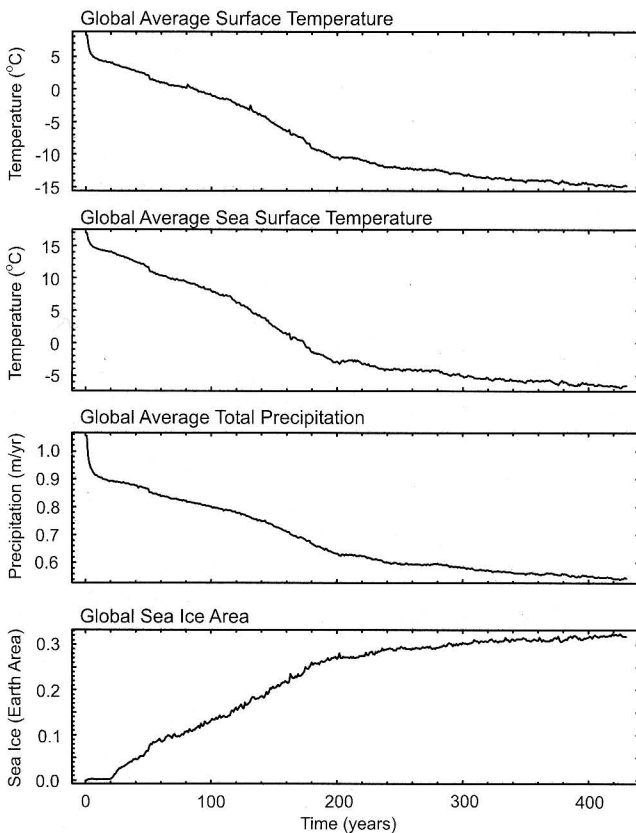 Global Average Surface Temperature
Temperature (°C)
5
0
-5
-10
-15
Global Average Sea Surface Temperature
Temperature (°C)
15
10
5
0
-5
Global Average Total Precipitation
Precipitation (m/yr)
1.0
0.9
0.8
0.7
0.6
Global Sea Ice Area
Sea Ice (Earth Area)
0.3
0.2
0.1
0.0
0 100 200 300 400
Time (years)